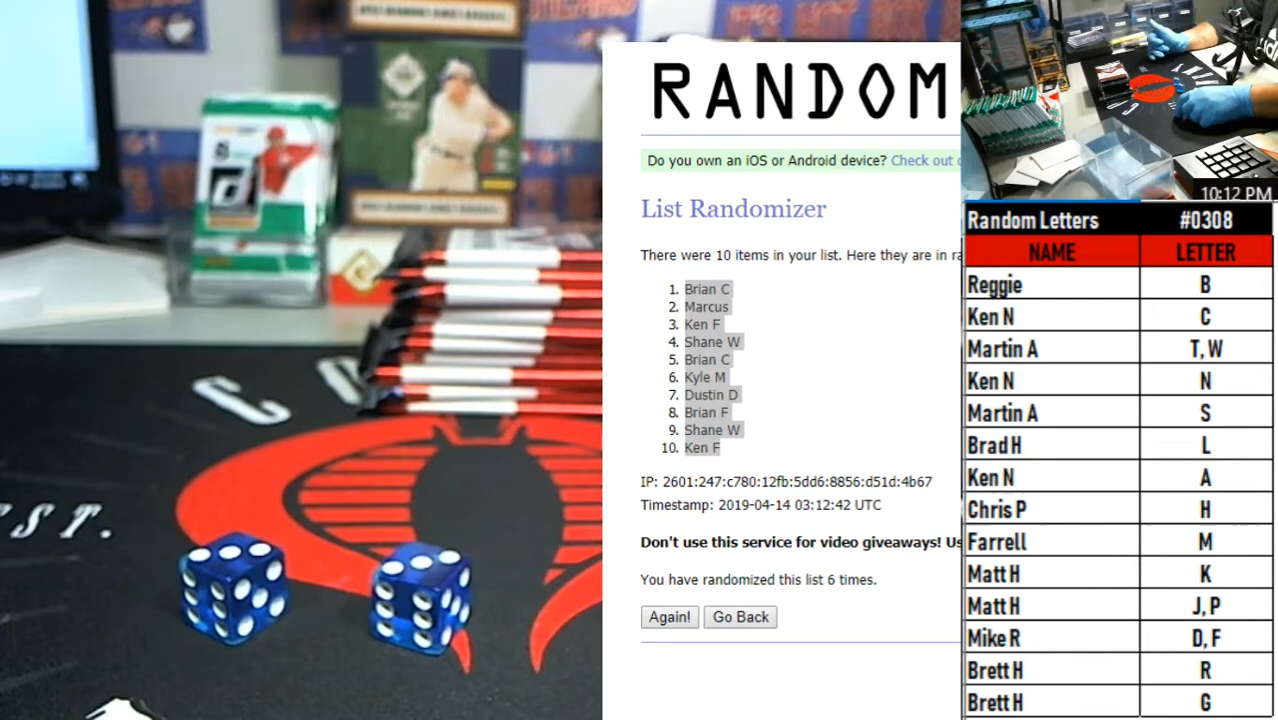 RANDOM
Do you own an iOS or Android device? Check out
List Randomizer
There were 10 items in your list. Here they are in
1. Brian C
2. Marcus
3. Ken F
4. Shane W
5. Brian C
6. Kyle M
7. Dustin D
8. Brian F
9. Shane W
10. Ken F
IP: 2601:247:c780:12fb:5dd6:8856:d51d:4b67
Timestamp: 2019-04-14 03:12:42 UTC
Don't use this service for video giveaways!
You have randomized this list 6 times.
Again! Go Back
10:12 PM
Random Letters #0308
NAME LETTER
Reggie B
Ken N C
Martin A T, W
Ken N N
Martin A S
Brad H L
Ken N A
Chris P H
Farrell M
Matt H K
Matt H J, P
Mike R D, F
Brett H R
Brett H G